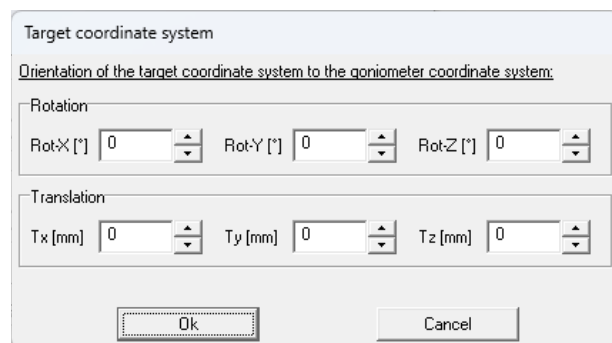 Target coordinate system
Orientation of the target coordinate system to the goniometer coordinate system:
Rotation
Rot-X [°] 0 Rot-Y [°] 0 Rot-Z [°] 0
Translation
Tx [mm] 0 Ty [mm] 0 Tz [mm] 0
Ok Cancel